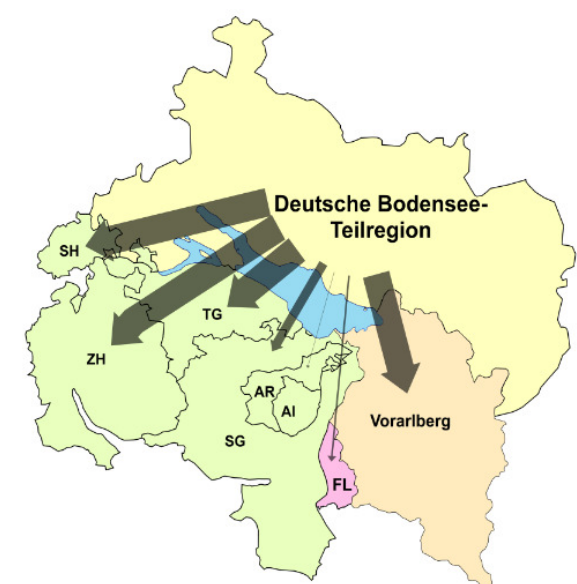 Deutsche Bodensee-
Teilregion
SH
TG
ZH
AR
AI
Vorarlberg
SG
FL